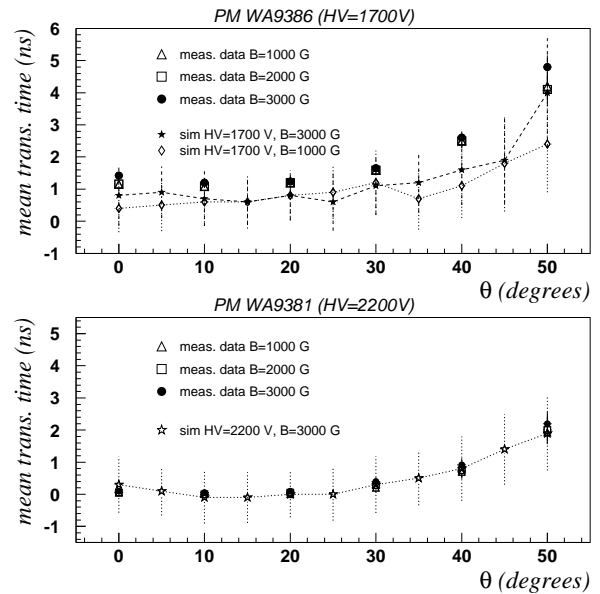 PM WA9386 (HV=1700V)
mean trans. time (ns)
6
5
4
3
2
1
0
-1
meas. data B=1000 G
meas. data B=2000 G
meas. data B=3000 G
sim HV=1700 V, B=3000 G
sim HV=1700 V, B=1000 G
0 10 20 30 40 50
θ (degrees)
PM WA9381 (HV=2200V)
mean trans. time (ns)
5
4
3
2
1
0
-1
meas. data B=1000 G
meas. data B=2000 G
meas. data B=3000 G
sim HV=2200 V, B=3000 G
0 10 20 30 40 50
θ (degrees)